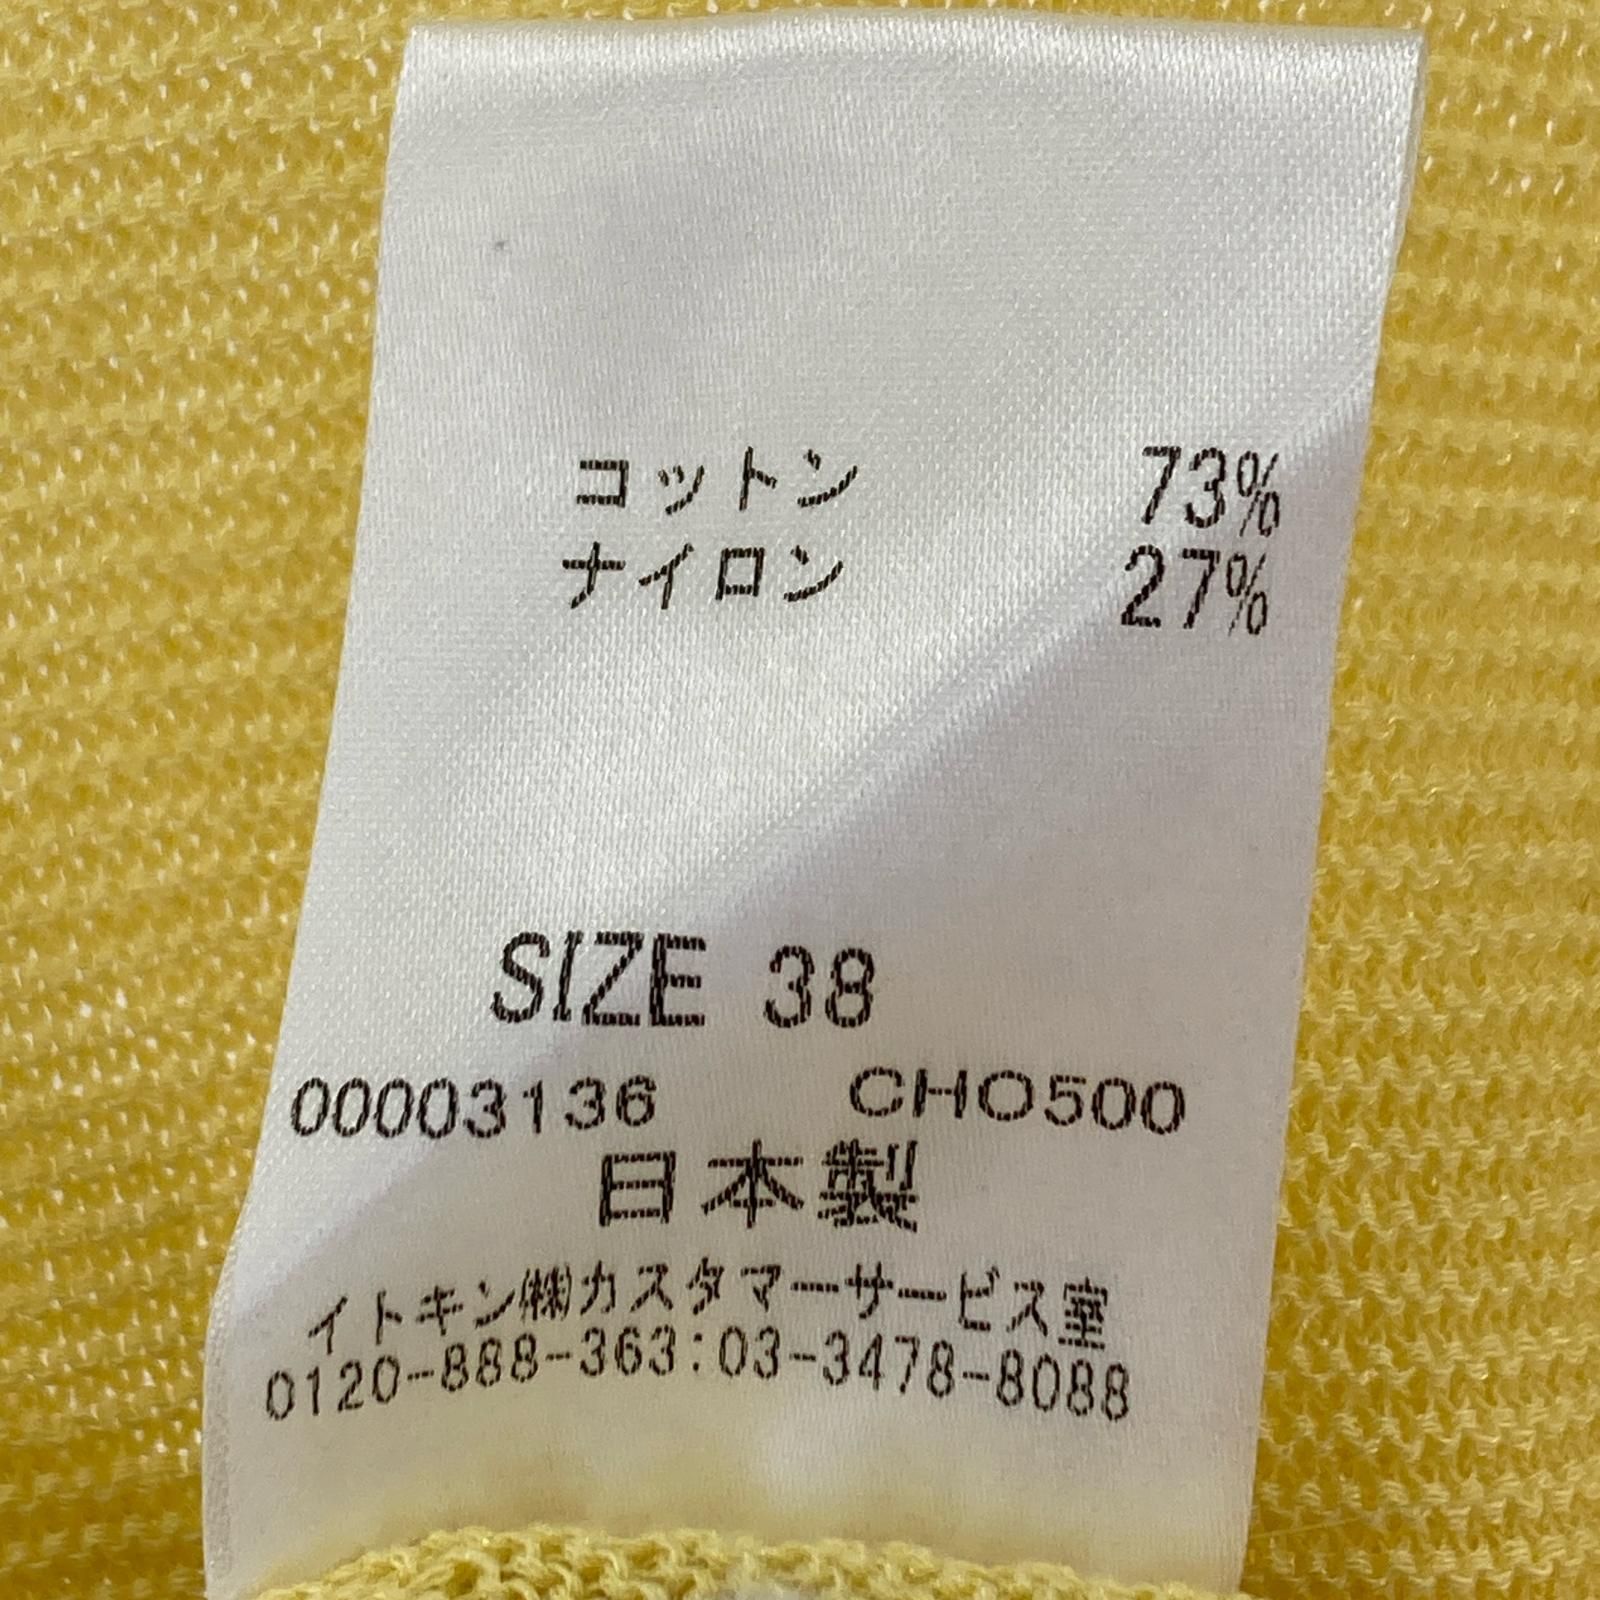 コットン 73%
ナイロン 27%
SIZE 38
00003136 CHO500
日本製
イトキン㈱カスタマーサービス室
0120-888-363:03-3478-8088